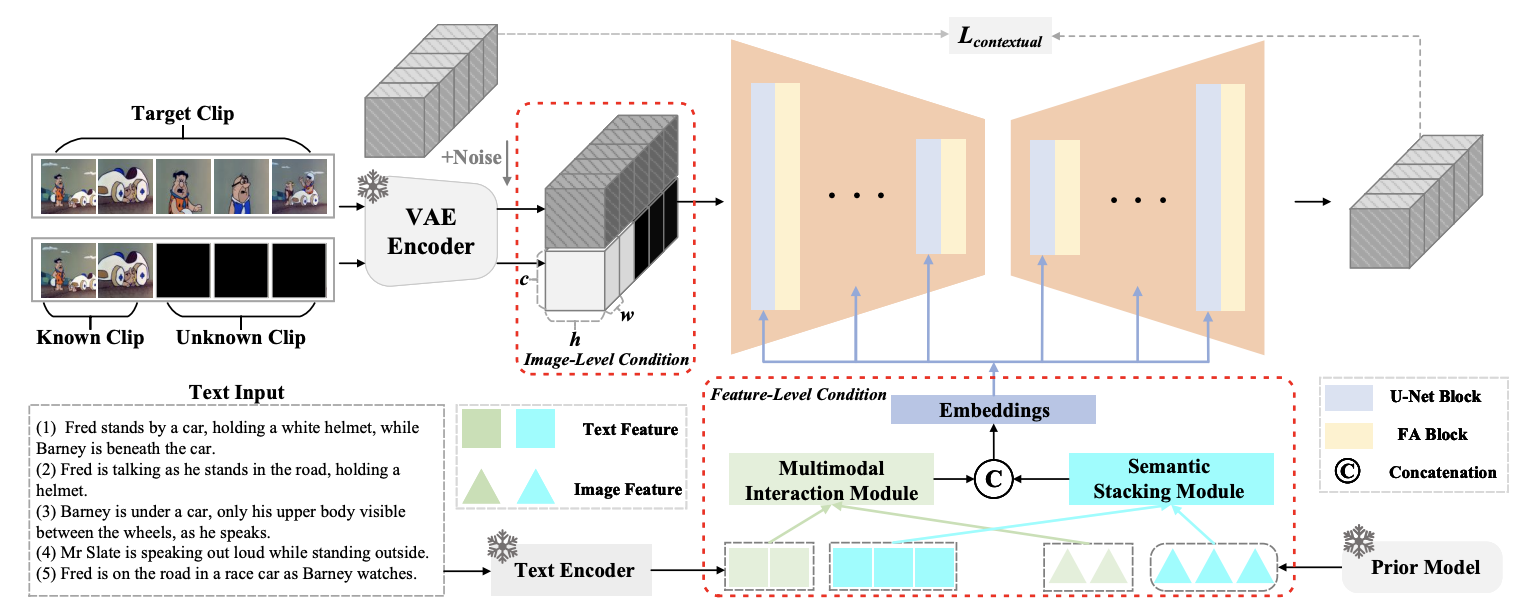 L_contextual
Target Clip
+Noise
VAE
Encoder
c
w
h
Known Clip
Unknown Clip
Image-Level Condition
Text Input
(1) Fred stands by a car, holding a white helmet, while
Barney is beneath the car.
(2) Fred is talking as he stands in the road, holding a
helmet.
(3) Barney is under a car, only his upper body visible
between the wheels, as he speaks.
(4) Mr Slate is speaking out loud while standing outside.
(5) Fred is on the road in a race car as Barney watches.
Text Feature
Image Feature
Text Encoder
Feature-Level Condition
Embeddings
Multimodal
Interaction Module
C
Semantic
Stacking Module
Prior Model
U-Net Block
FA Block
C Concatenation